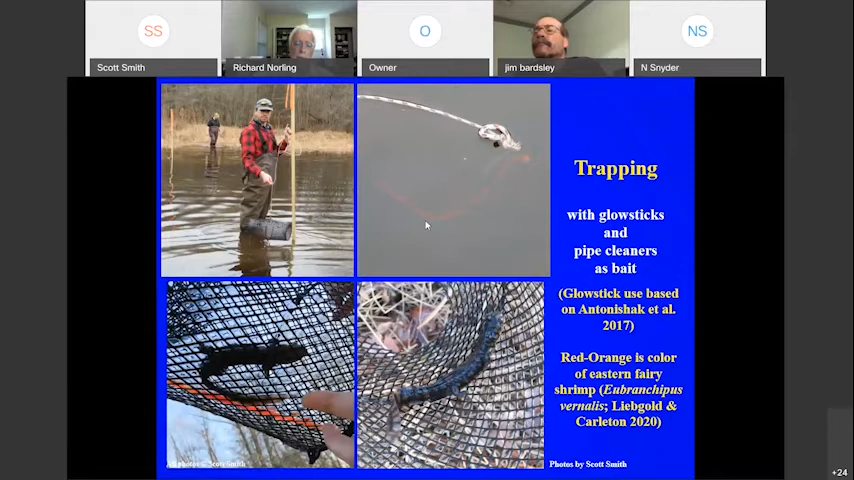 SS
O
NS
Scott Smith
Richard Norling
Owner
jim bardsley
N Snyder
Trapping
with glowsticks
and
pipe cleaners
as bait
(Glowstick use based
on Antonishak et al.
2017)
Red-Orange is color
of eastern fairy
shrimp (Eubranchipus
vernalis; Liebgold &
Carleton 2020)
Photos by Scott Smith
+24